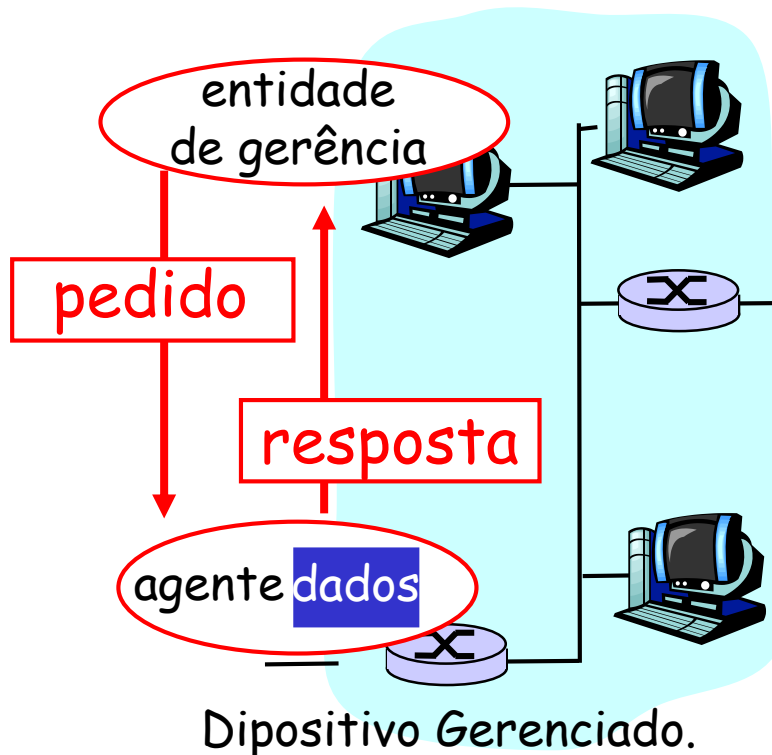 entidade
de gerência
pedido
resposta
agente dados
Dipositivo Gerenciado.